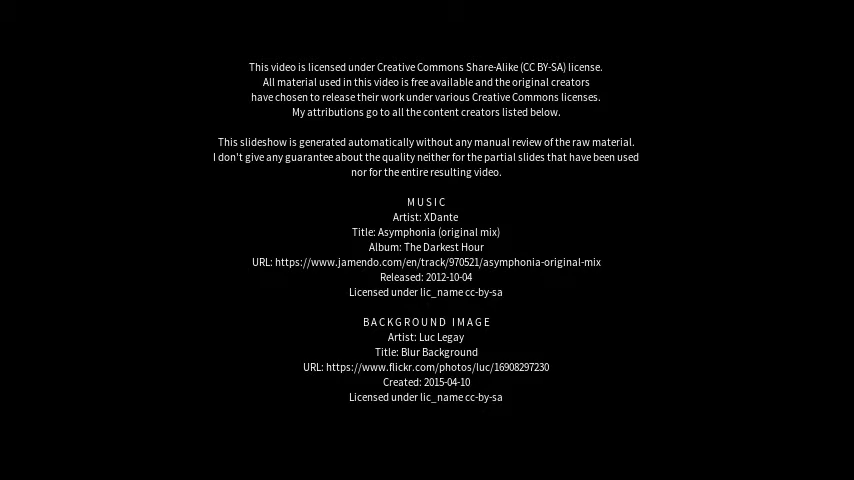 This video is licensed under Creative Commons Share-Alike (CC BY-SA) license.
All material used in this video is free available and the original creators
have chosen to release their work under various Creative Commons licenses.
My attributions go to all the content creators listed below.
This slideshow is generated automatically without any manual review of the raw material.
I don't give any guarantee about the quality neither for the partial slides that have been used
nor for the entire resulting video.
MUSIC
Artist: XDante
Title: Asymphonia (original mix)
Album: The Darkest Hour
URL: https://www.jamendo.com/en/track/970521/asymphonia-original-mix
Released: 2012-10-04
Licensed under lic_name cc-by-sa
BACKGROUND IMAGE
Artist: Luc Legay
Title: Blur Background
URL: https://www.flickr.com/photos/luc/16908297230
Created: 2015-04-10
Licensed under lic_name cc-by-sa